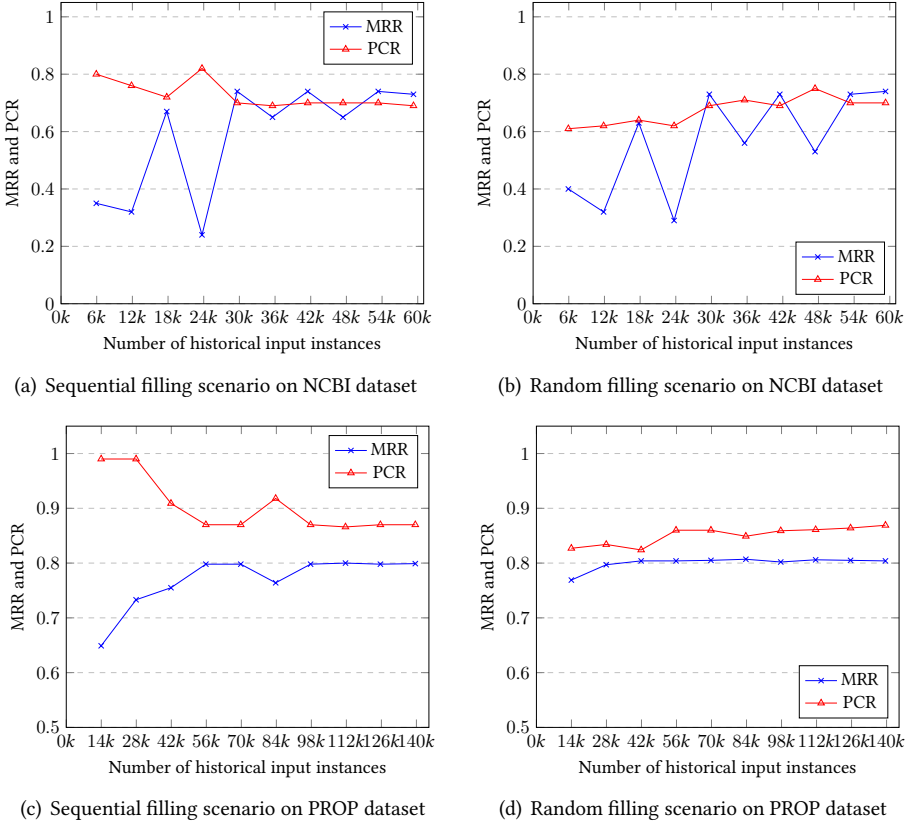 1
0.8
0.6
0.4
0.2
0
MRR and PCR
MRR
PCR
0k 6k 12k 18k 24k 30k 36k 42k 48k 54k 60k
Number of historical input instances
(a) Sequential filling scenario on NCBI dataset
1
0.8
0.6
0.4
0.2
0
MRR and PCR
MRR
PCR
0k 6k 12k 18k 24k 30k 36k 42k 48k 54k 60k
Number of historical input instances
(b) Random filling scenario on NCBI dataset
1
0.9
0.8
0.7
0.6
0.5
MRR and PCR
MRR
PCR
0k 14k 28k 42k 56k 70k 84k 98k 112k 126k 140k
Number of historical input instances
(c) Sequential filling scenario on PROP dataset
1
0.9
0.8
0.7
0.6
0.5
MRR and PCR
MRR
PCR
0k 14k 28k 42k 56k 70k 84k 98k 112k 126k 140k
Number of historical input instances
(d) Random filling scenario on PROP dataset